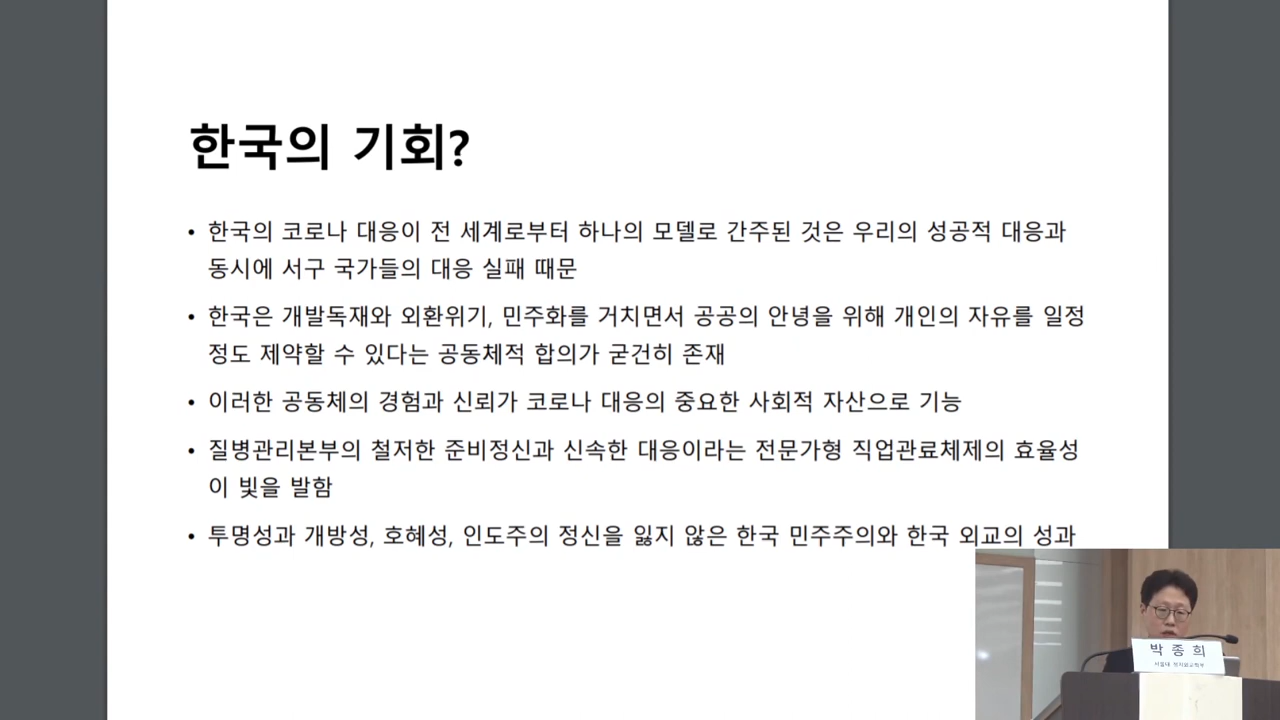 한국의 기회?
• 한국의 코로나 대응이 전 세계로부터 하나의 모델로 간주된 것은 우리의 성공적 대응과
동시에 서구 국가들의 대응 실패 때문
• 한국은 개발독재와 외환위기, 민주화를 거치면서 공공의 안녕을 위해 개인의 자유를 일정
정도 제약할 수 있다는 공동체적 합의가 굳건히 존재
• 이러한 공동체의 경험과 신뢰가 코로나 대응의 중요한 사회적 자산으로 기능
• 질병관리본부의 철저한 준비정신과 신속한 대응이라는 전문가형 직업관료체제의 효율성
이 빛을 발함
• 투명성과 개방성, 호혜성, 인도주의 정신을 잃지 않은 한국 민주주의와 한국 외교의 성과
박 종 희
서울대 정치외교학부